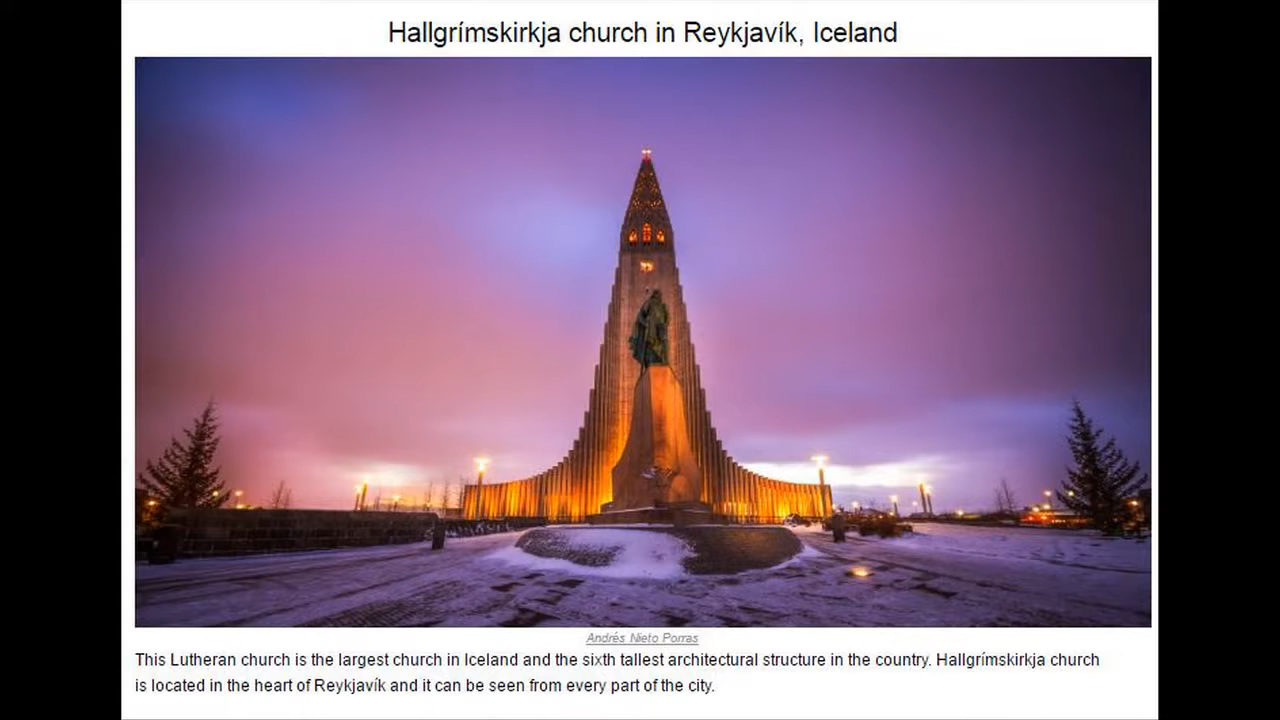 Hallgrímskirkja church in Reykjavík, Iceland
Andrés Nieto Porras
This Lutheran church is the largest church in Iceland and the sixth tallest architectural structure in the country. Hallgrímskirkja church
is located in the heart of Reykjavík and it can be seen from every part of the city.